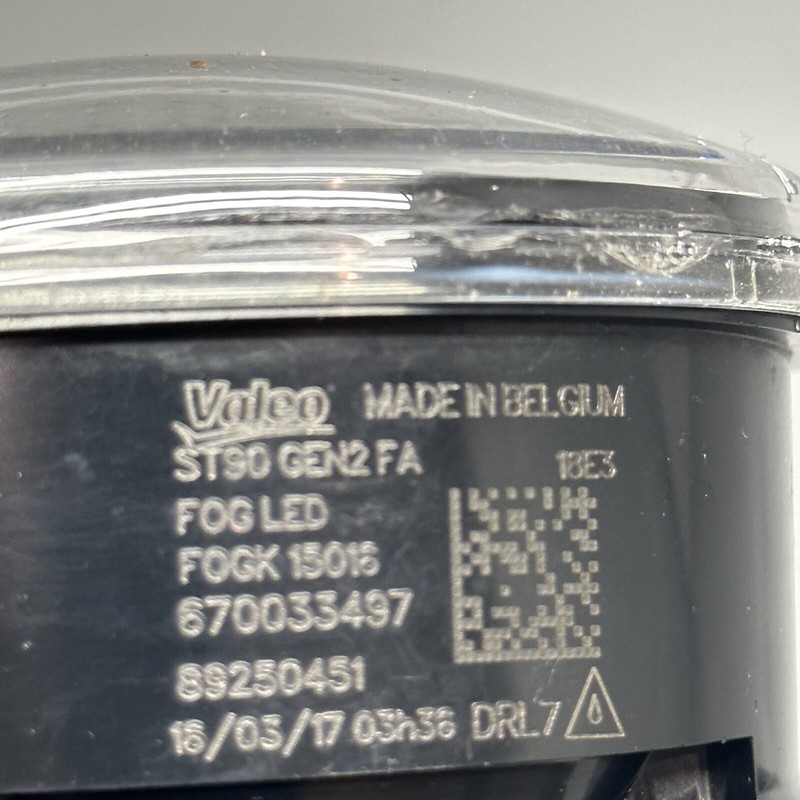 Valeo MADE IN BELGIUM
ST90 GEN2 FA 18E3
FOG LED
FOGK 15016
670033497
89250451
16/03/17 03h36 DRL7